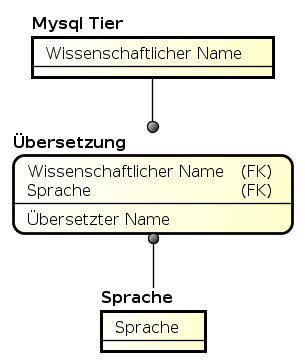 Mysql Tier
Wissenschaftlicher Name
Übersetzung
Wissenschaftlicher Name (FK)
Sprache (FK)
Übersetzter Name
Sprache
Sprache